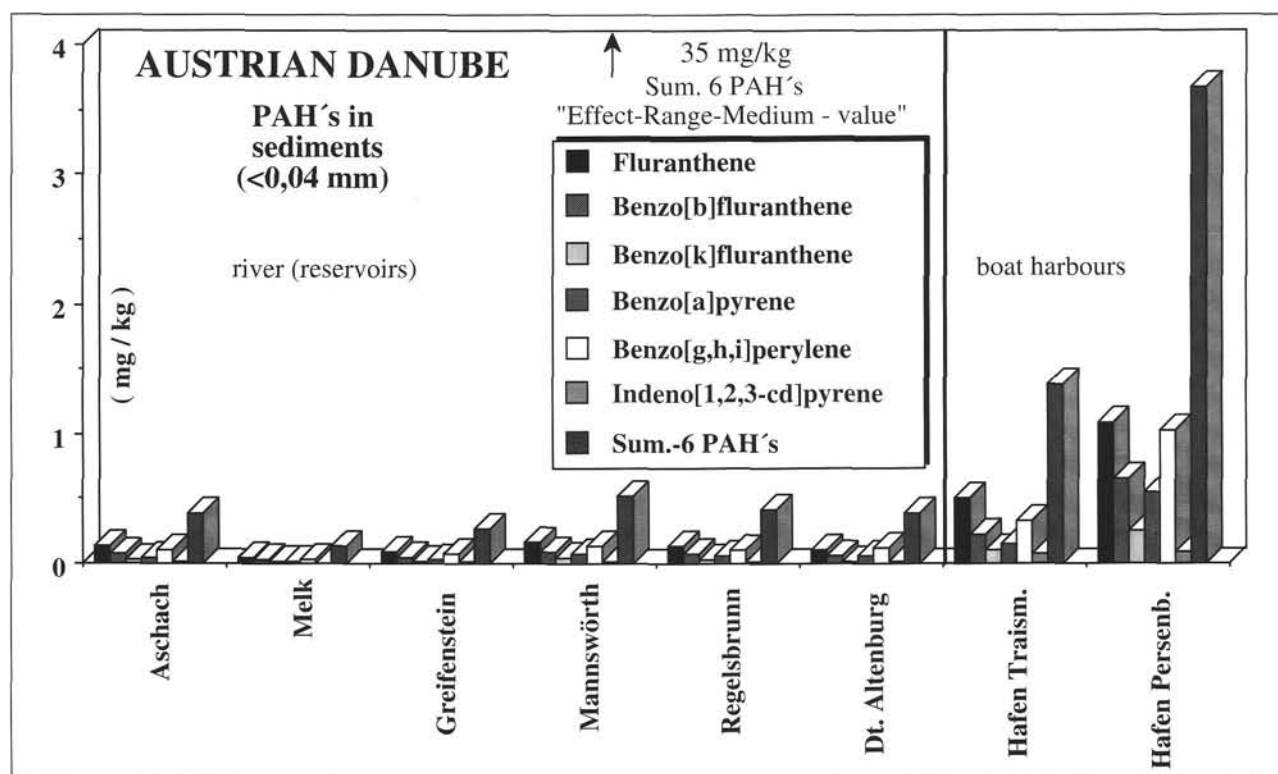 AUSTRIAN DANUBE
PAH´s in
sediments
(<0,04 mm)
35 mg/kg
Sum. 6 PAH´s
"Effect-Range-Medium - value"
Fluranthene
Benzo[b]fluranthene
Benzo[k]fluranthene
Benzo[a]pyrene
Benzo[g,h,i]perylene
Indeno[1,2,3-cd]pyrene
Sum.-6 PAH´s
river (reservoirs)
boat harbours
( mg / kg )
4
3
2
1
0
Aschach
Melk
Greifenstein
Mannswörth
Regelsbrunn
Dt. Altenburg
Hafen Traism.
Hafen Persenb.